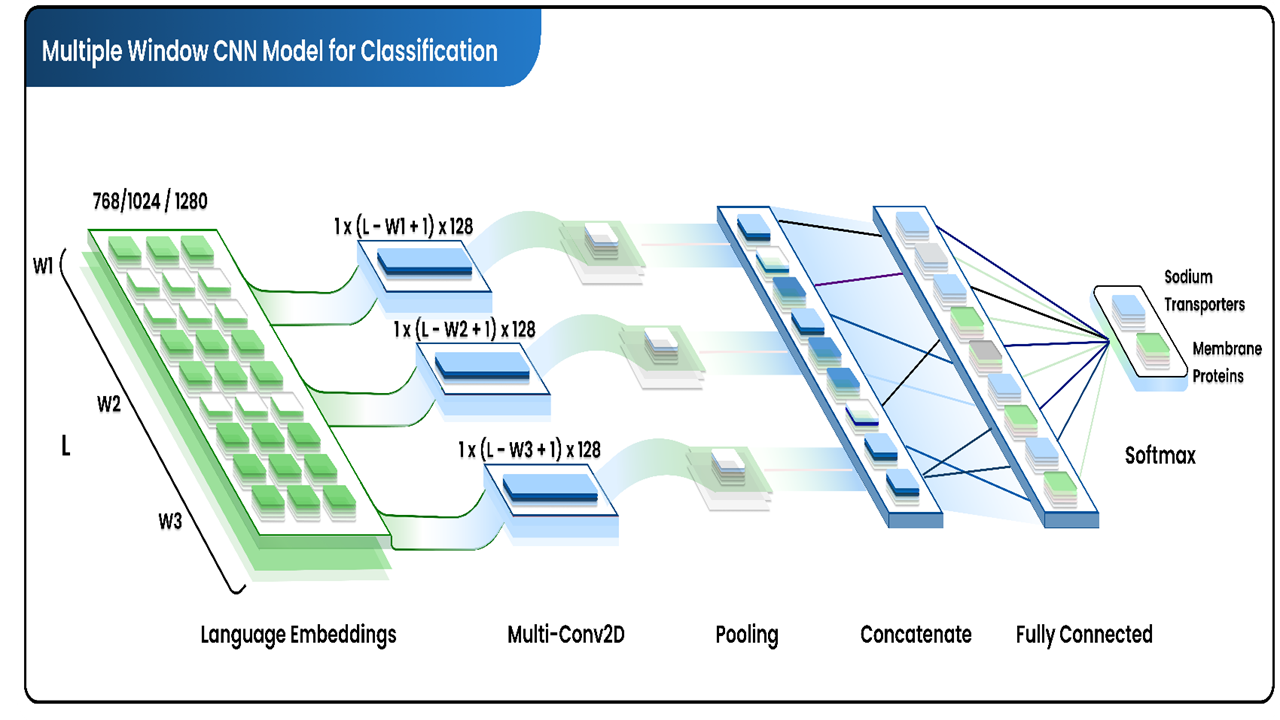 Multiple Window CNN Model for Classification
768/1024 / 1280
W1
W2
L
W3
1 x (L – W1 + 1) x 128
1 x (L – W2 + 1) x 128
1 x (L – W3 + 1) x 128
Sodium
Transporters
Membrane
Proteins
Softmax
Language Embeddings
Multi-Conv2D
Pooling
Concatenate
Fully Connected